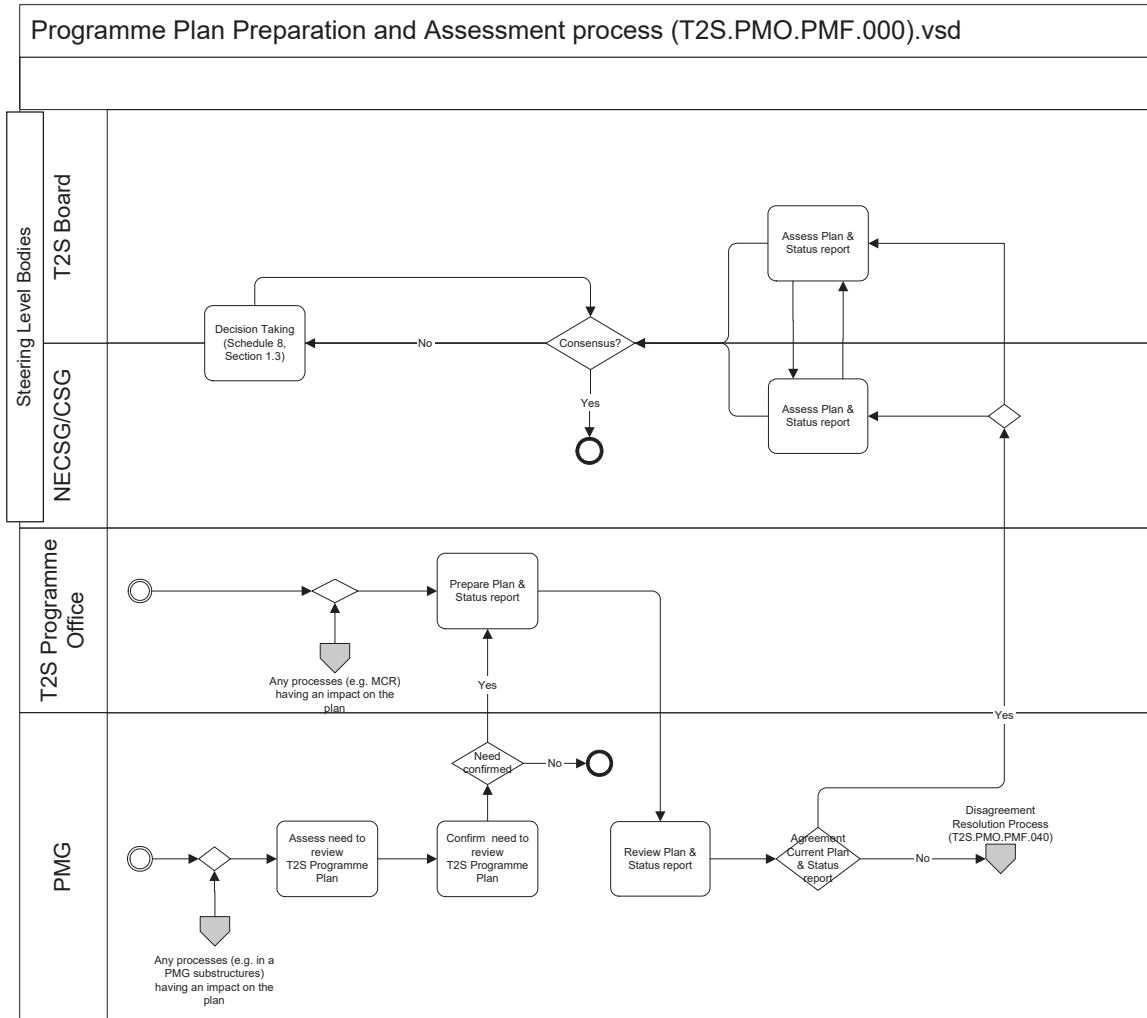 Programme Plan Preparation and Assessment process (T2S.PMO.PMF.000).vsd
Steering Level Bodies
T2S Board
Assess Plan &
Status report
Decision Taking
(Schedule 8,
Section 1.3)
No
Consensus?
Yes
NECSG/CSG
Assess Plan &
Status report
T2S Programme
Office
Prepare Plan &
Status report
Any processes (e.g. MCR)
having an impact on the
plan
Yes
Yes
PMG
Need
confirmed
No
Assess need to
review
T2S Programme
Plan
Confirm need to
review
T2S Programme
Plan
Review Plan &
Status report
Agreement
Current Plan
& Status
report
No
Disagreement
Resolution Process
(T2S.PMO.PMF.040)
Any processes (e.g. in a
PMG substructures)
having an impact on the
plan